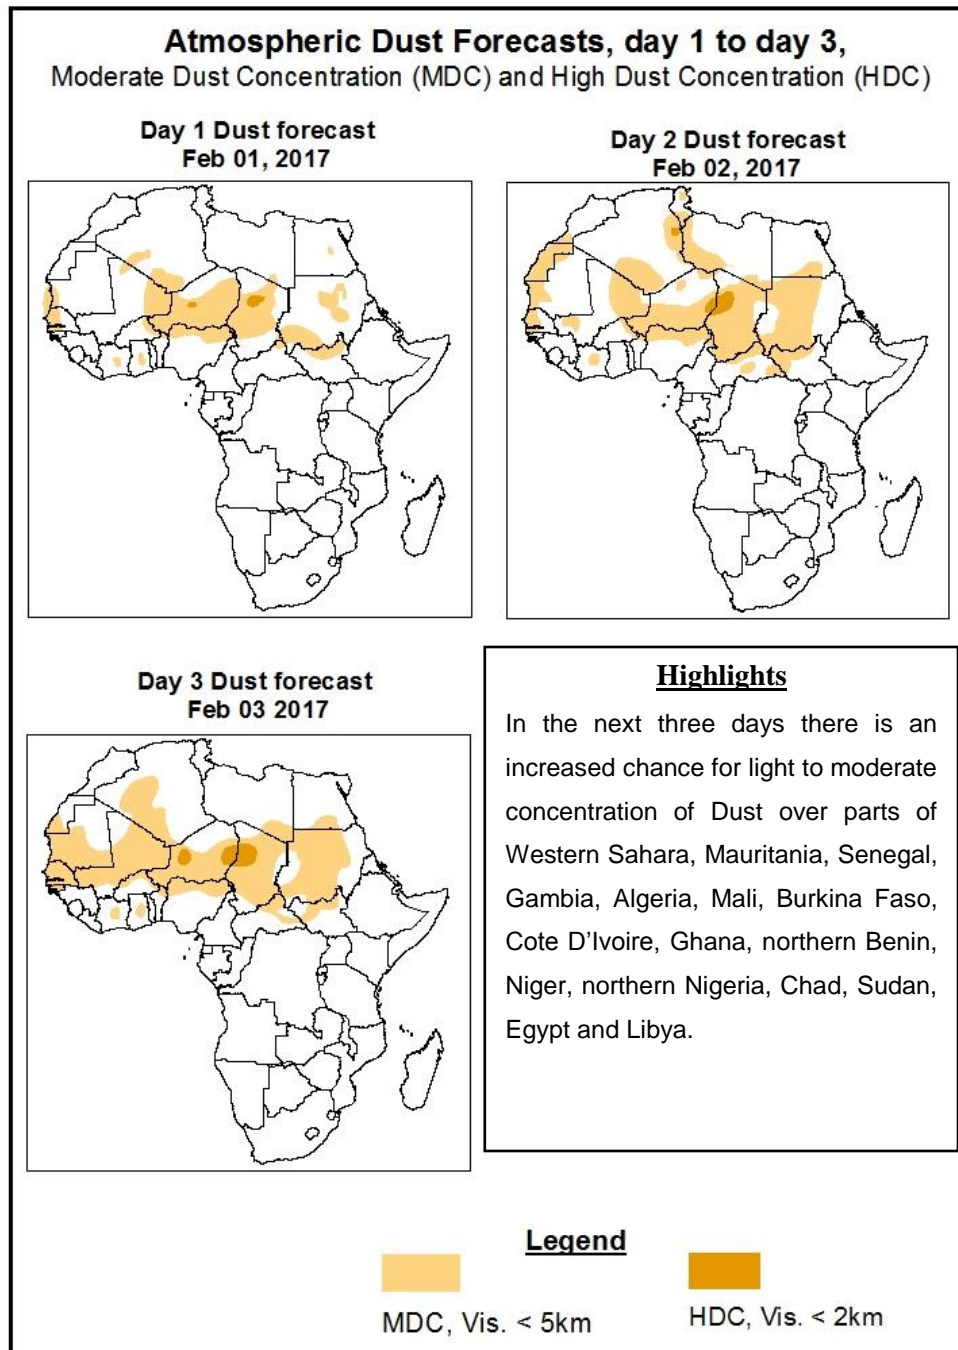 Atmospheric Dust Forecasts, day 1 to day 3,
Moderate Dust Concentration (MDC) and High Dust Concentration (HDC)
Day 1 Dust forecast
Feb 01, 2017
Day 2 Dust forecast
Feb 02, 2017
Day 3 Dust forecast
Feb 03 2017
Highlights
In the next three days there is an
increased chance for light to moderate
concentration of Dust over parts of
Western Sahara, Mauritania, Senegal,
Gambia, Algeria, Mali, Burkina Faso,
Cote D’Ivoire, Ghana, northern Benin,
Niger, northern Nigeria, Chad, Sudan,
Egypt and Libya.
Legend
MDC, Vis. < 5km
HDC, Vis. < 2km